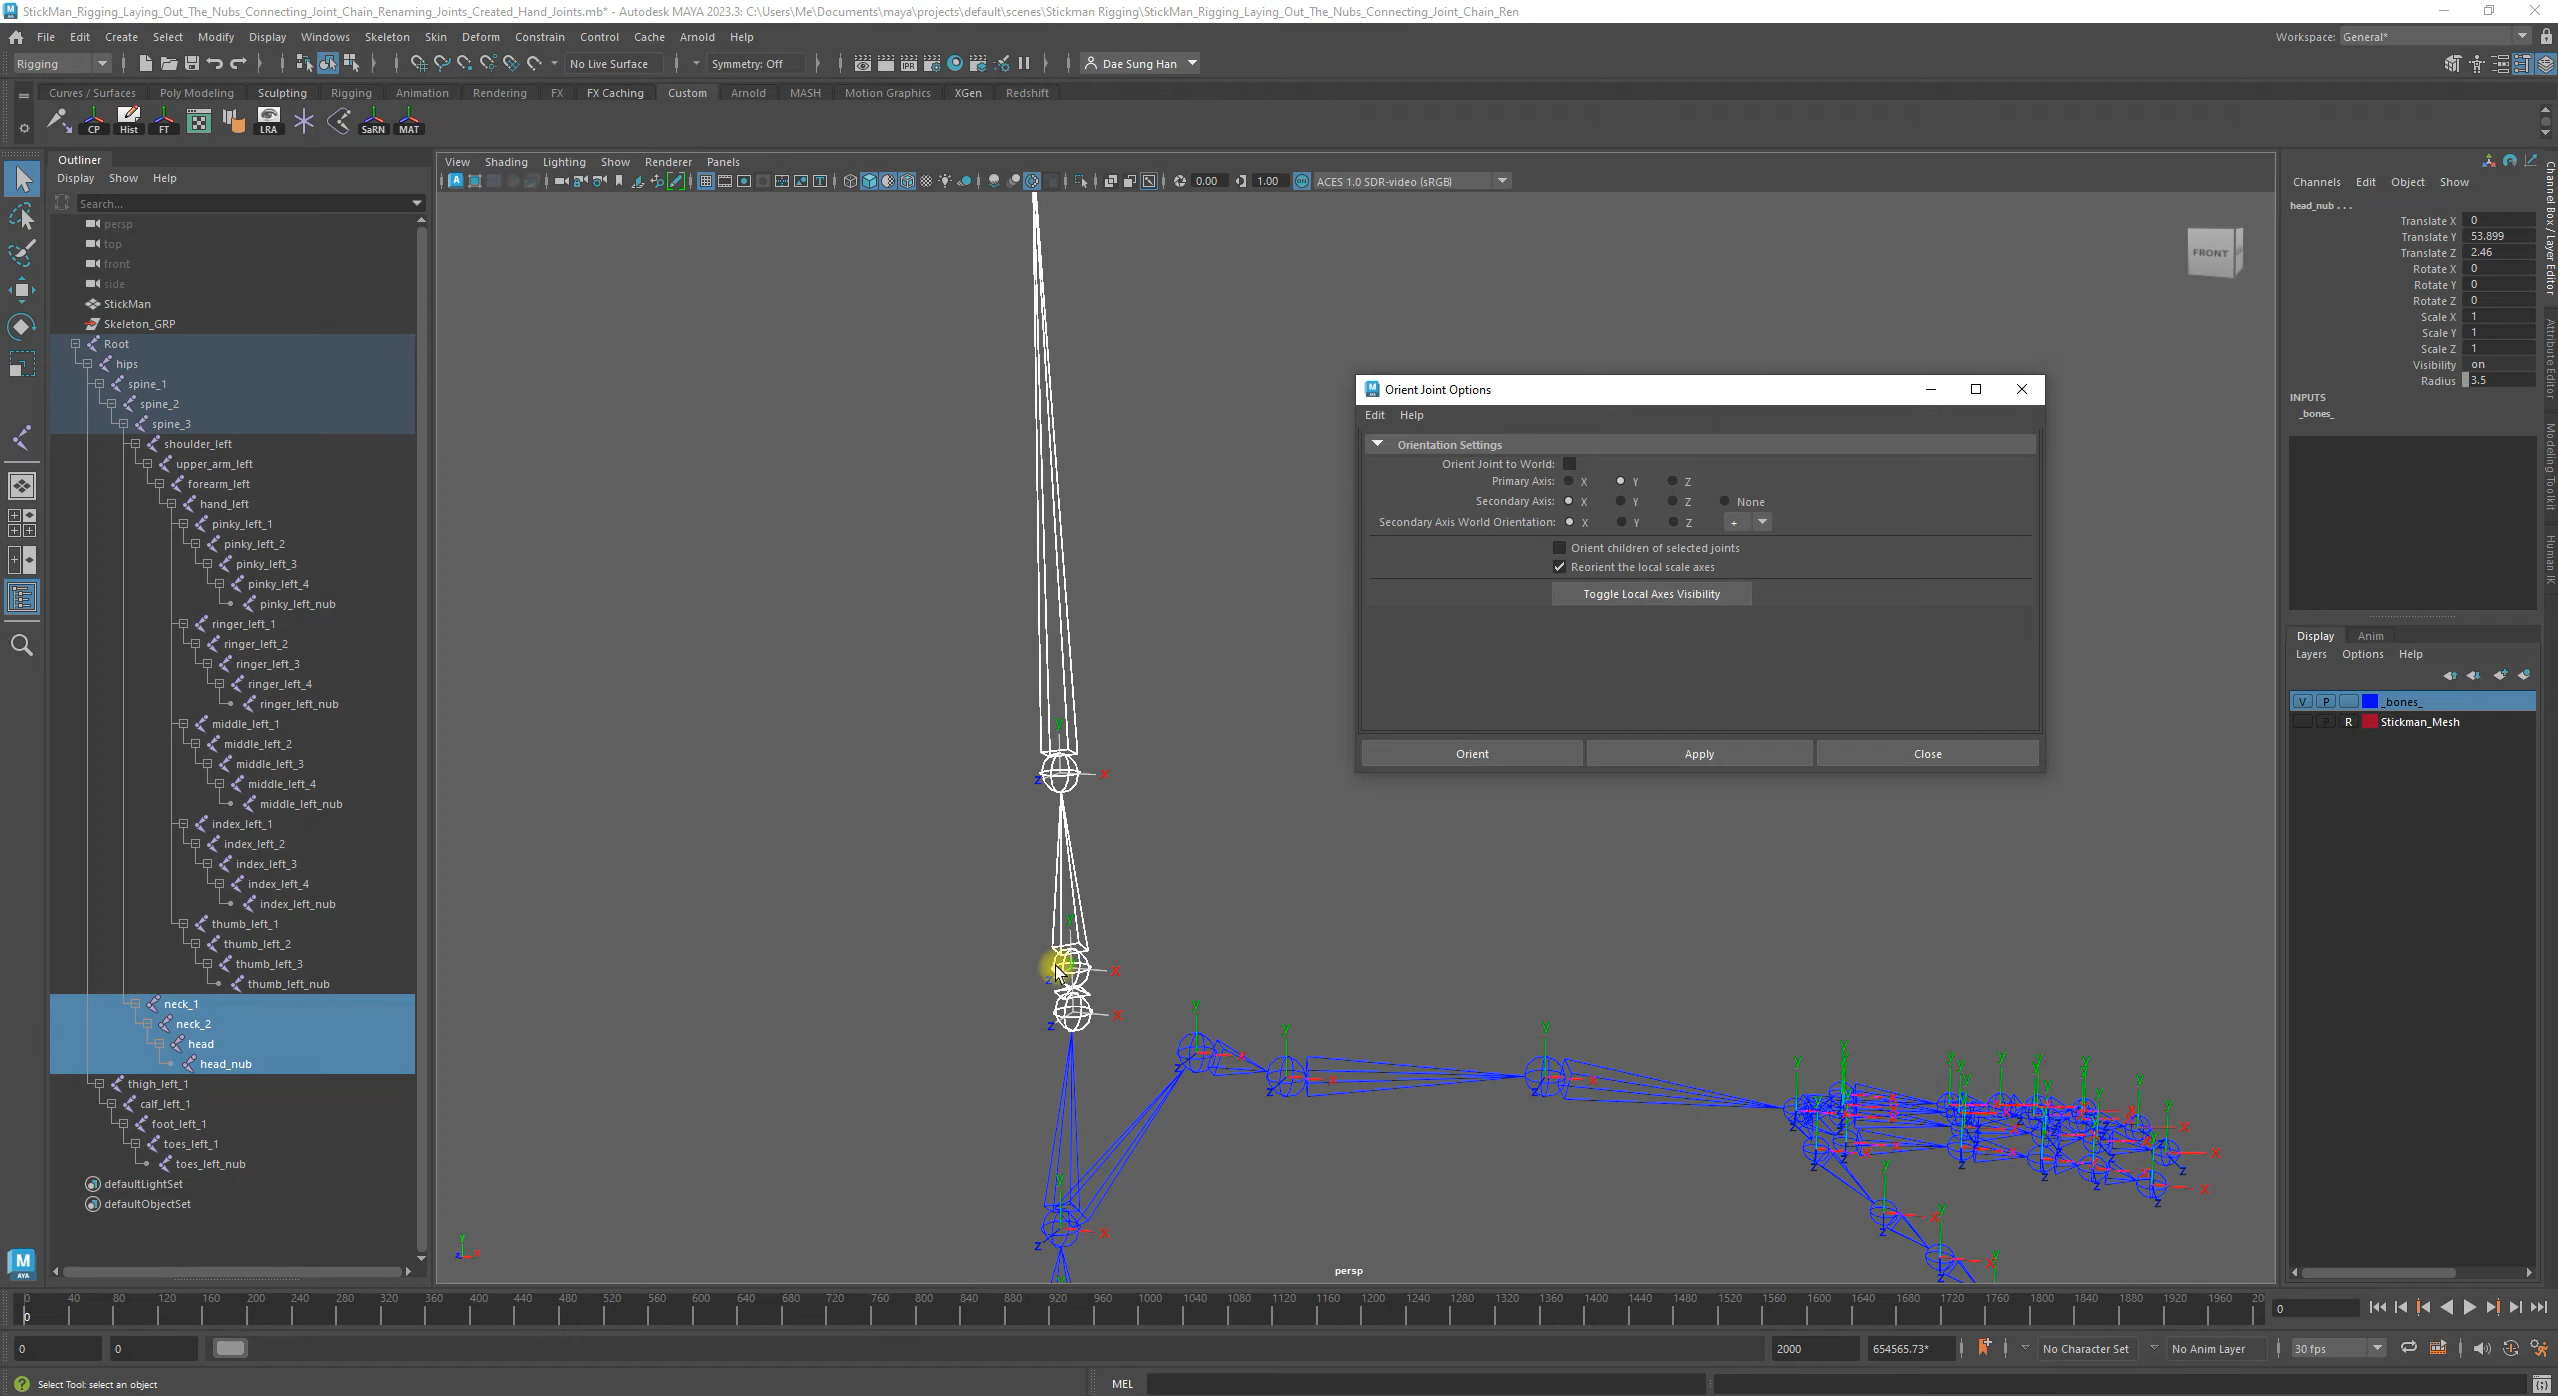 StickMan_Rigging_Laying_Out_The_Nubs_Connecting_Joint_Chain_Renaming_Joints_Created_Hand_Joints.mb* - Autodesk MAYA 2023.3: C:\Users\Me\Documents\maya\projects\default\scenes\Stickman Rigging\StickMan_Rigging_Laying_Out_The_Nubs_Connecting_Joint_Chain_Ren
File Edit Create Select Modify Display Windows Skeleton Skin Deform Constrain Control Cache Arnold Help
Workspace: General*
Rigging No Live Surface Symmetry: Off IPR Dae Sung Han
Curves / Surfaces Poly Modeling Sculpting Rigging Animation Rendering FX FX Caching Custom Arnold MASH Motion Graphics XGen Redshift
CP Hist FT LRA SaRN MAT
Outliner
Display Show Help
Search...
persp
top
front
side
StickMan
Skeleton_GRP
Root
hips
spine_1
spine_2
spine_3
shoulder_left
upper_arm_left
forearm_left
hand_left
pinky_left_1
pinky_left_2
pinky_left_3
pinky_left_4
pinky_left_nub
ringer_left_1
ringer_left_2
ringer_left_3
ringer_left_4
ringer_left_nub
middle_left_1
middle_left_2
middle_left_3
middle_left_4
middle_left_nub
index_left_1
index_left_2
index_left_3
index_left_4
index_left_nub
thumb_left_1
thumb_left_2
thumb_left_3
thumb_left_nub
neck_1
neck_2
head
head_nub
thigh_left_1
calf_left_1
foot_left_1
toes_left_1
toes_left_nub
defaultLightSet
defaultObjectSet
View Shading Lighting Show Renderer Panels
0.00 1.00 ACES 1.0 SDR-video (sRGB)
FRONT
persp
Orient Joint Options
Edit Help
Orientation Settings
Orient Joint to World:
Primary Axis: X Y Z
Secondary Axis: X Y Z None
Secondary Axis World Orientation: X Y Z +
Orient children of selected joints
Reorient the local scale axes
Toggle Local Axes Visibility
Orient Apply Close
Channels Edit Object Show
head_nub . . .
Translate X 0
Translate Y 53.899
Translate Z 2.46
Rotate X 0
Rotate Y 0
Rotate Z 0
Scale X 1
Scale Y 1
Scale Z 1
Visibility on
Radius 3.5
INPUTS
_bones_
Channel Box / Layer Editor
Attribute Editor
Modeling Toolkit
Human IK
Display Anim
Layers Options Help
V P _bones_
P R Stickman_Mesh
0 40 80 120 160 200 240 280 320 360 400 440 480 520 560 600 640 680 720 760 800 840 880 920 960 1000 1040 1080 1120 1160 1200 1240 1280 1320 1360 1400 1440 1480 1520 1560 1600 1640 1680 1720 1760 1800 1840 1880 1920 1960 20
0
0
0 0 2000 654565.73* No Character Set No Anim Layer 30 fps
Select Tool: select an object
MEL